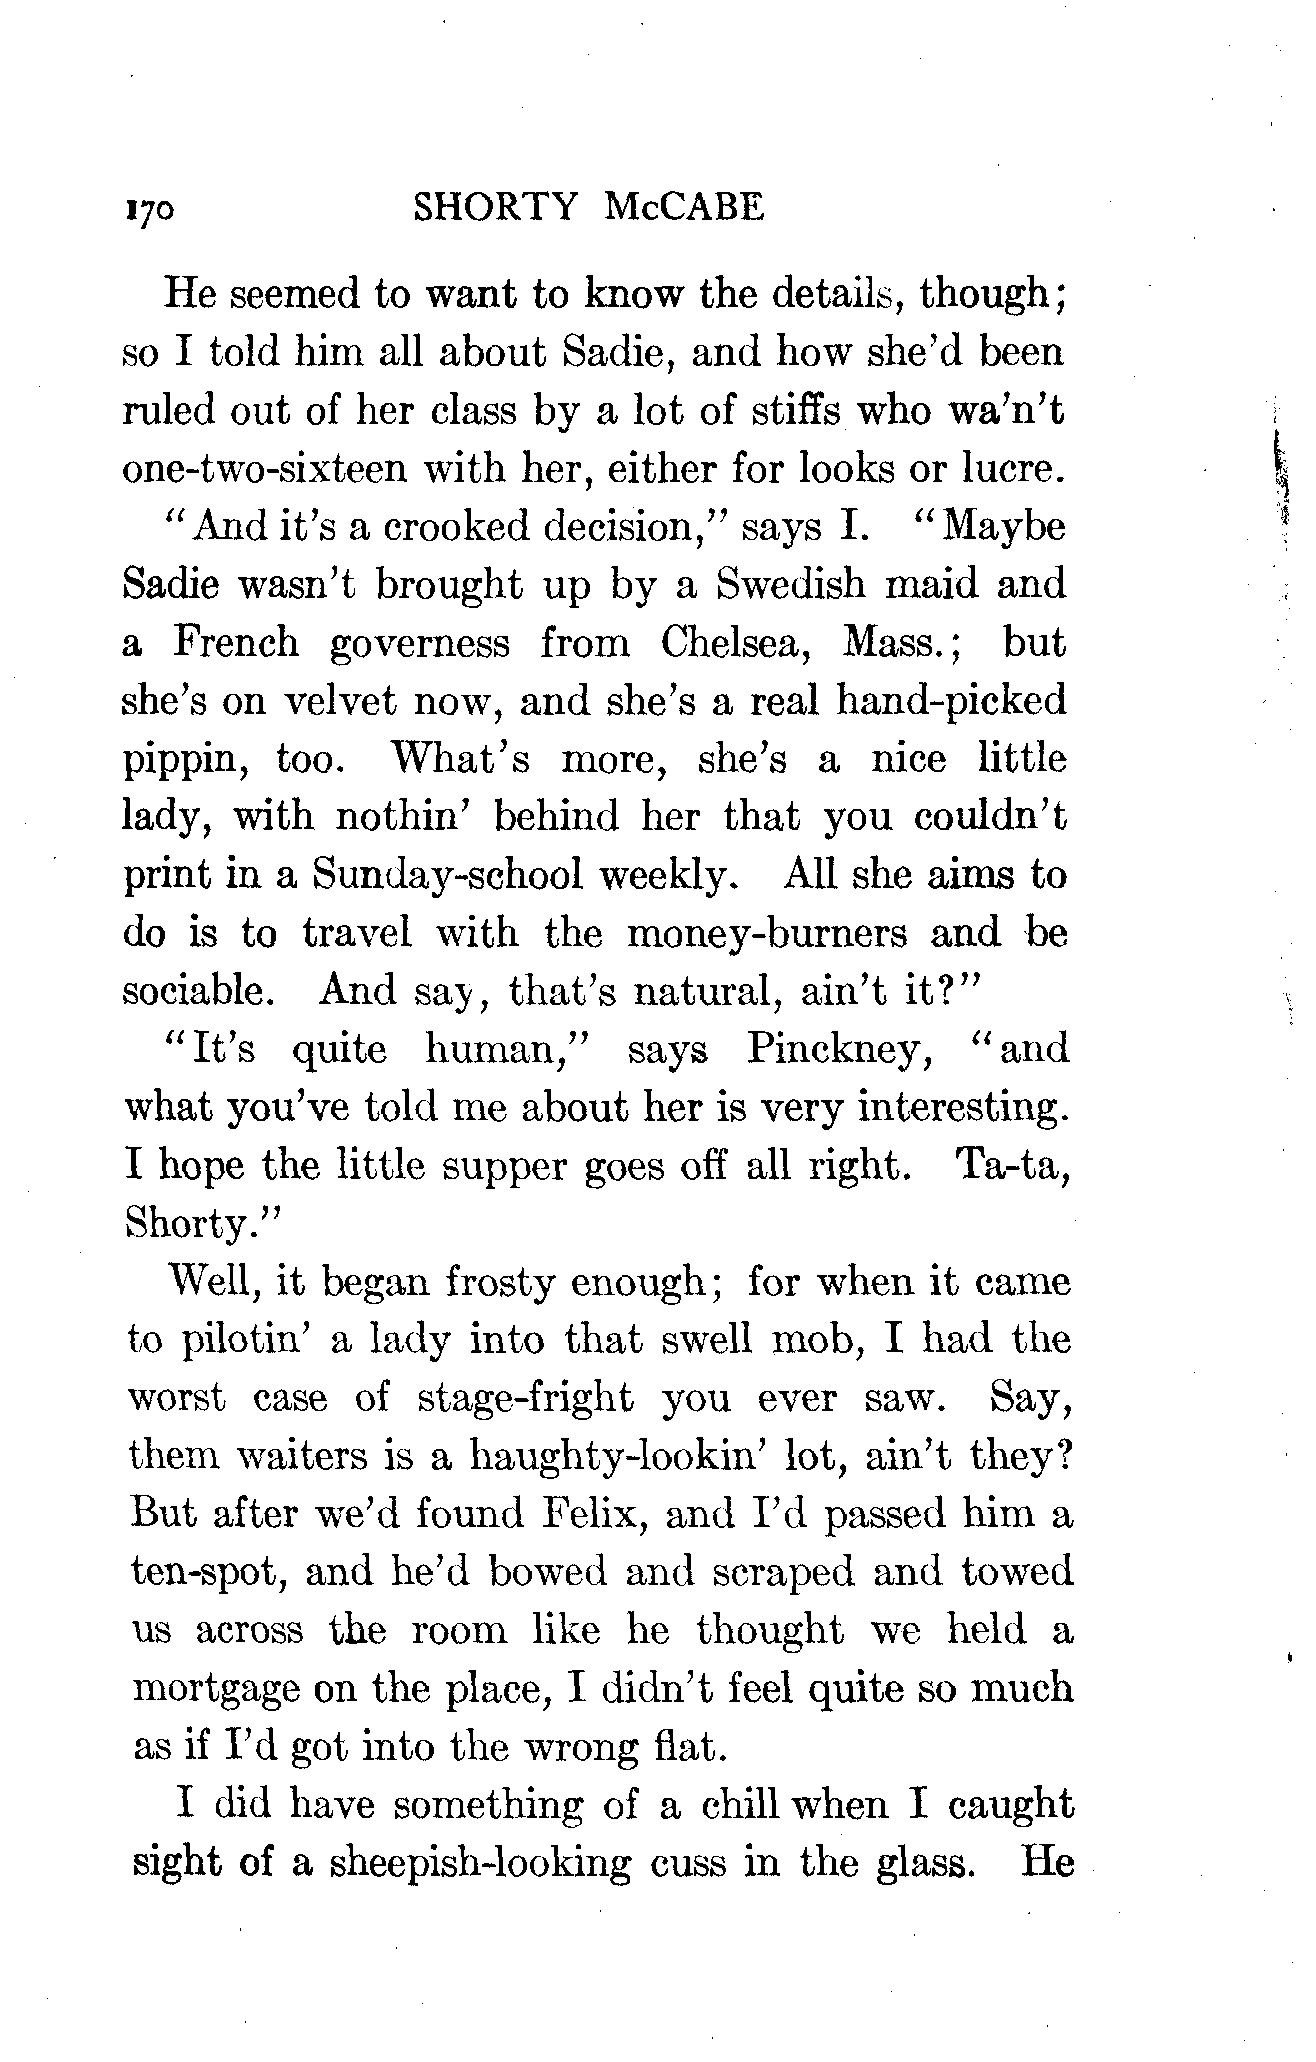 170 SHORTY McCABE
He seemed to want to know the details, though;
so I told him all about Sadie, and how she'd been
ruled out of her class by a lot of stiffs who wa'n't
one-two-sixteen with her, either for looks or lucre.
"And it's a crooked decision," says I. "Maybe
Sadie wasn't brought up by a Swedish maid and
a French governess from Chelsea, Mass.; but
she's on velvet now, and she's a real hand-picked
pippin, too. What's more, she's a nice little
lady, with nothin' behind her that you couldn't
print in a Sunday-school weekly. All she aims to
do is to travel with the money-burners and be
sociable. And say, that's natural, ain't it?"
"It's quite human," says Pinckney, "and
what you've told me about her is very interesting.
I hope the little supper goes off all right. Ta-ta,
Shorty."
Well, it began frosty enough; for when it came
to pilotin' a lady into that swell mob, I had the
worst case of stage-fright you ever saw. Say,
them waiters is a haughty-lookin' lot, ain't they?
But after we'd found Felix, and I'd passed him a
ten-spot, and he'd bowed and scraped and towed
us across the room like he thought we held a
mortgage on the place, I didn't feel quite so much
as if I'd got into the wrong flat.
I did have something of a chill when I caught
sight of a sheepish-looking cuss in the glass. He